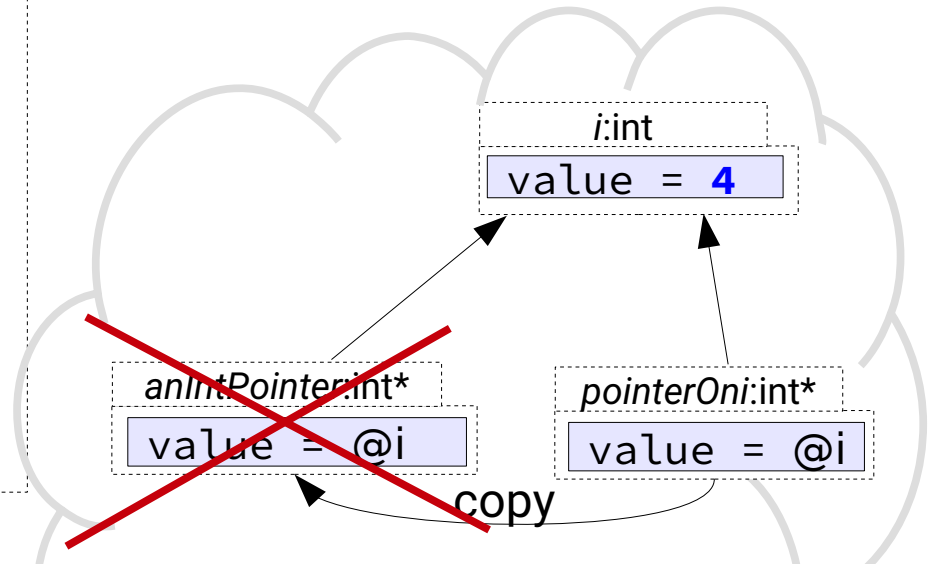 i:int
value = 4
anIntPointer:int*
value = @i
pointerOni:int*
value = @i
copy